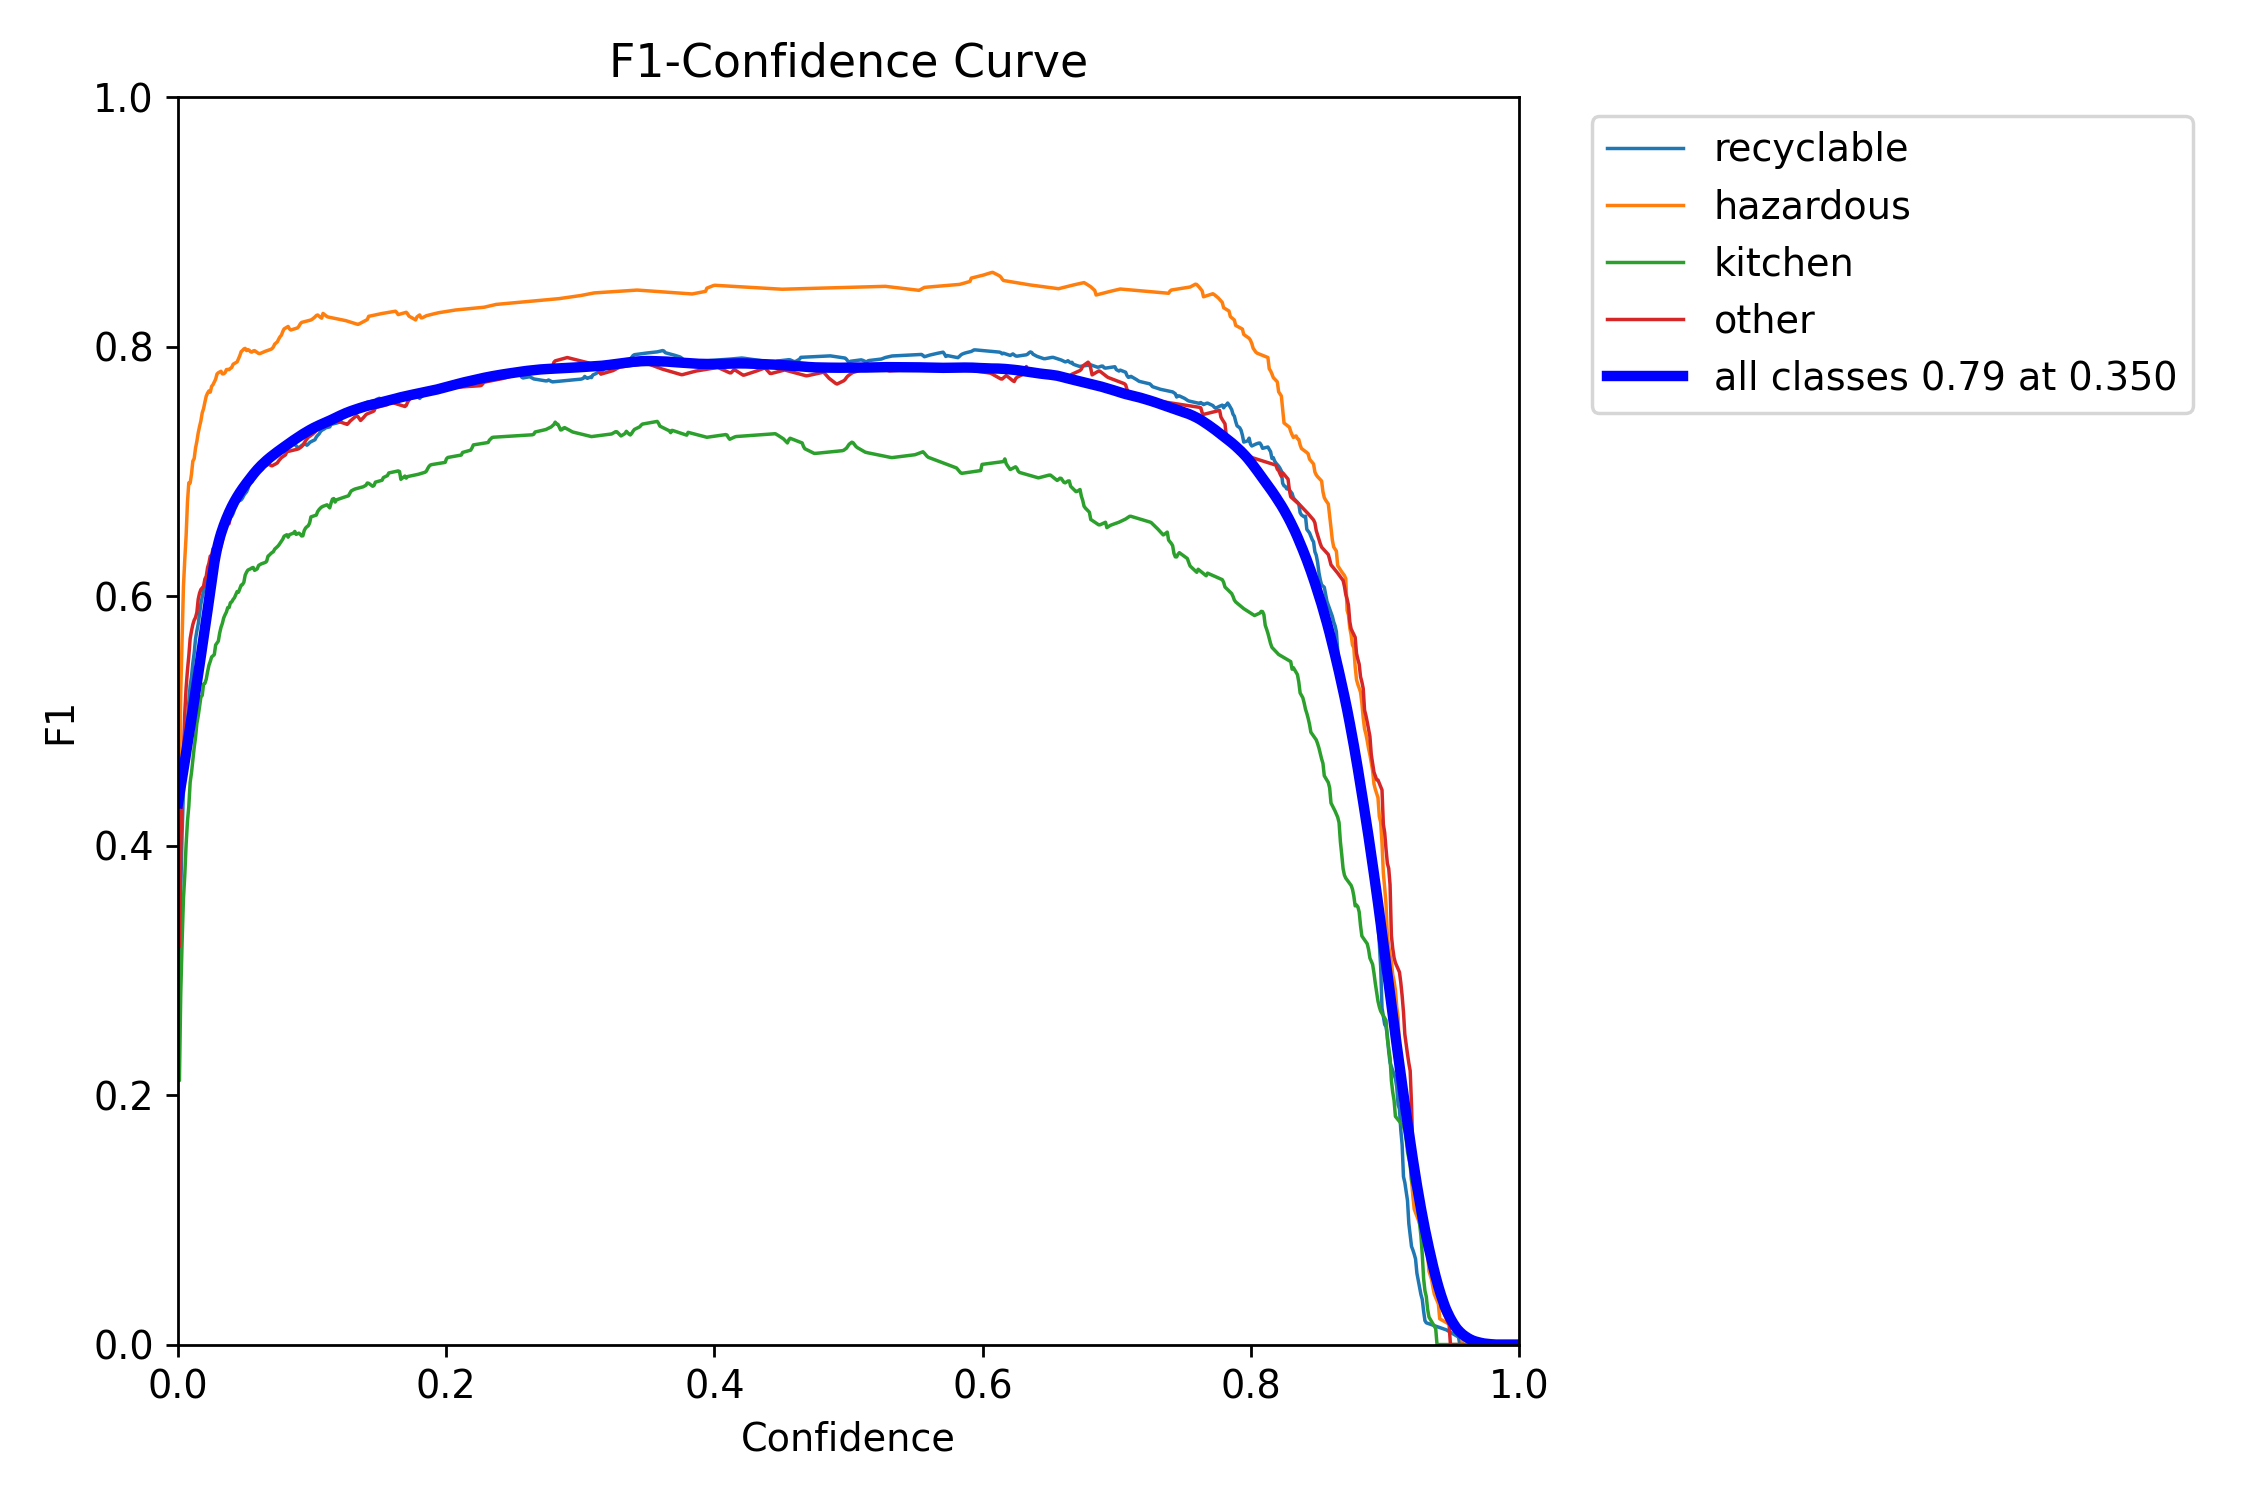 F1-Confidence Curve
1.0
0.8
0.6
0.4
0.2
0.0
F1
0.0 0.2 0.4 0.6 0.8 1.0
Confidence
recyclable
hazardous
kitchen
other
all classes 0.79 at 0.350